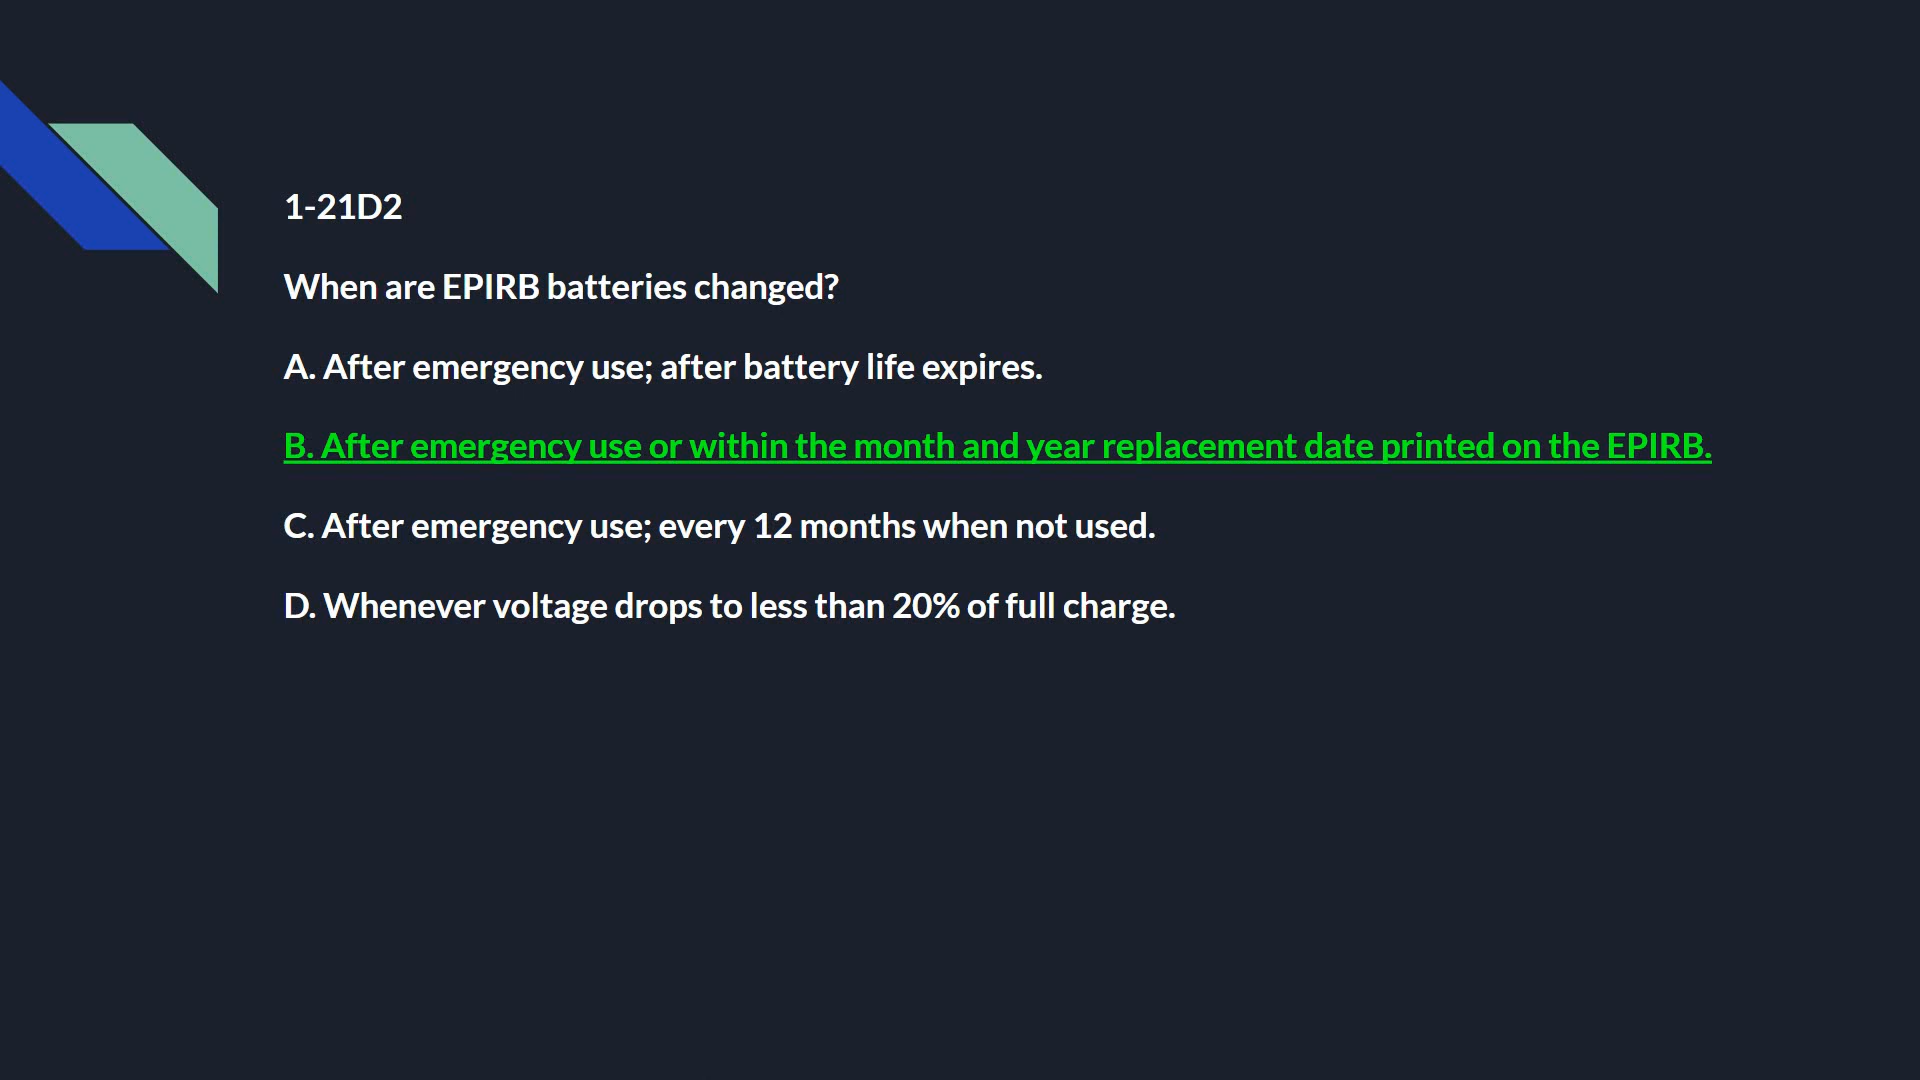 1-21D2
When are EPIRB batteries changed?
A. After emergency use; after battery life expires.
B. After emergency use or within the month and year replacement date printed on the EPIRB.
C. After emergency use; every 12 months when not used.
D. Whenever voltage drops to less than 20% of full charge.